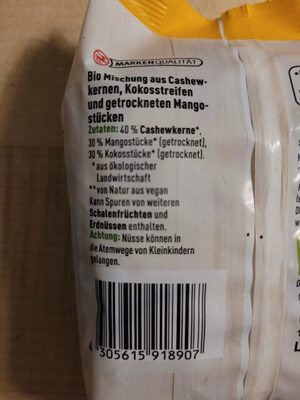 MARKENQUALITÄT
Bio Mischung aus Cashew-
kernen, Kokosstreifen
und getrockneten Mango-
stücken
Zutaten: 40 % Cashewkerne*,
30 % Mangostücke* (getrocknet),
30 % Kokosstücke* (getrocknet).
*aus ökologischer
Landwirtschaft
**von Natur aus vegan
Kann Spuren von weiteren
Schalenfrüchten und
Erdnüssen enthalten.
Achtung: Nüsse können in
die Atemwege von Kleinkindern
gelangen.
4 305615 918907